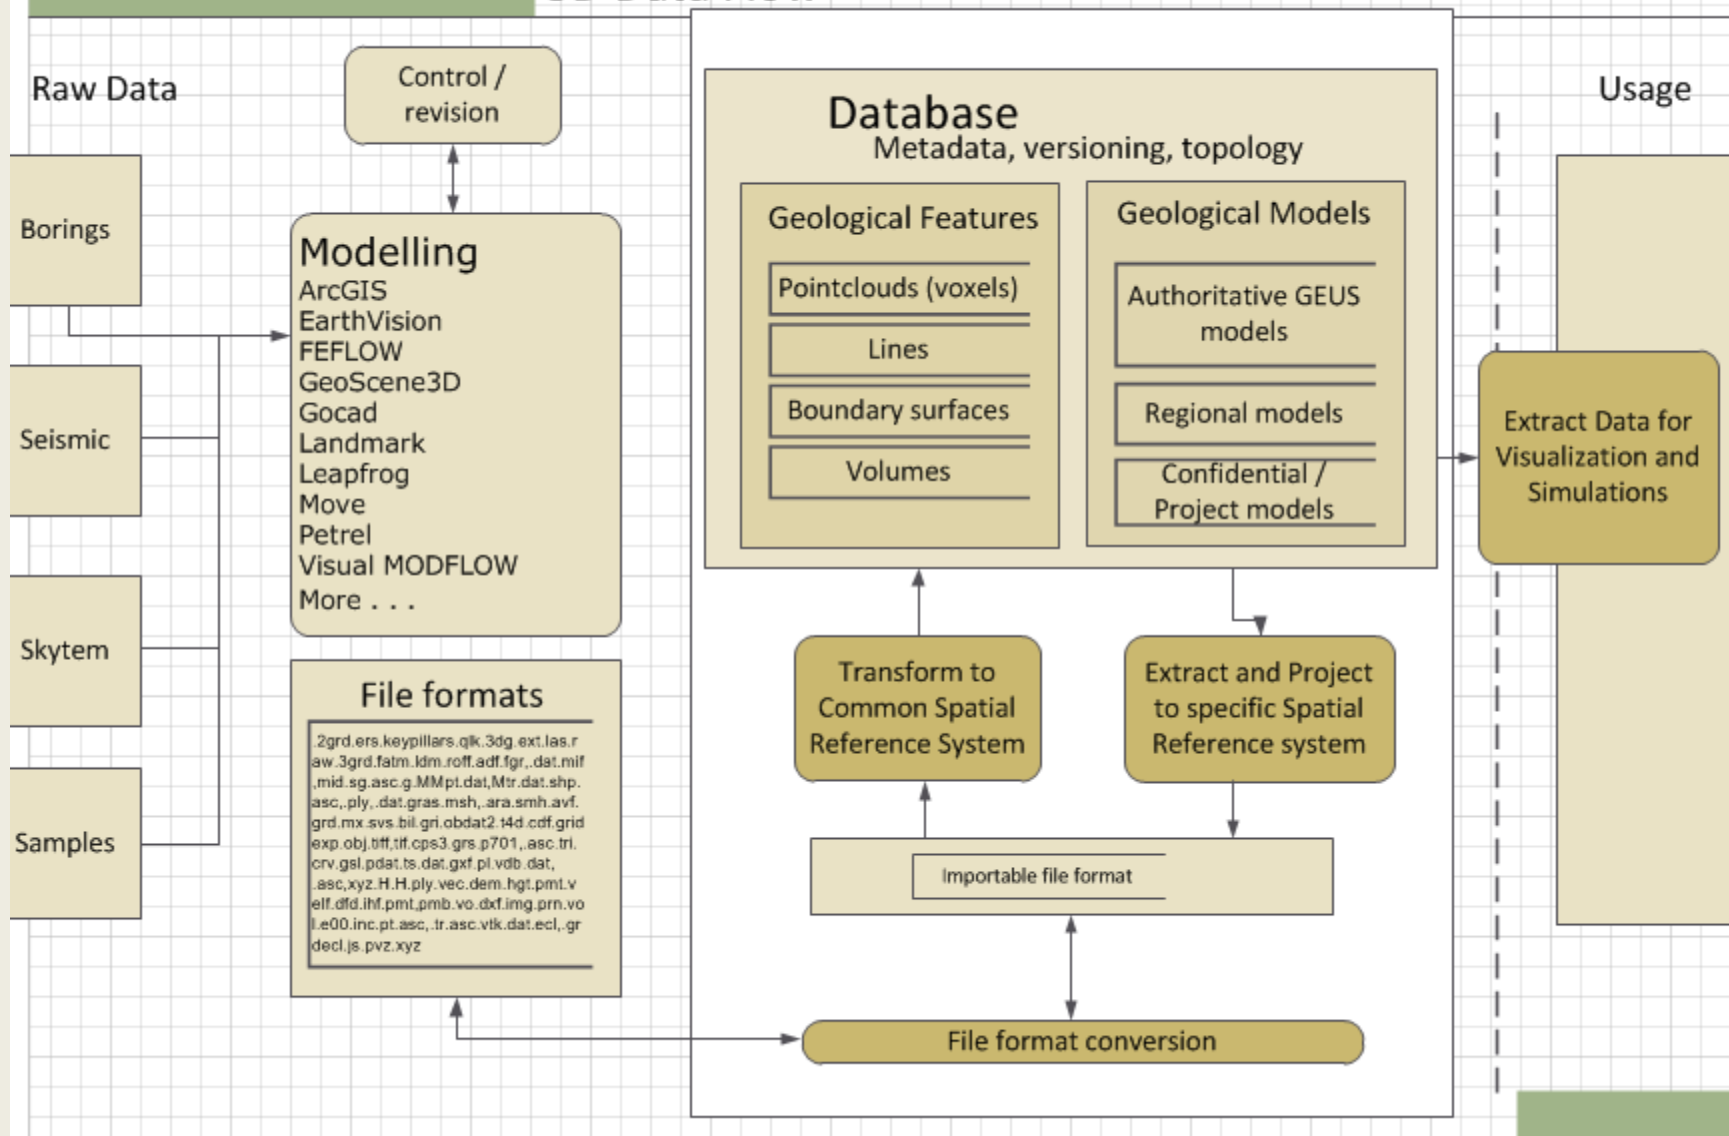 Raw Data
Control /
revision
Borings
Seismic
Skytem
Samples
Modelling
ArcGIS
EarthVision
FEFLOW
GeoScene3D
Gocad
Landmark
Leapfrog
Move
Petrel
Visual MODFLOW
More . . .
File formats
.2grd.ers.keypillars.qlk.3dg.ext.las.r
aw.3grd.fatm.ldm.roff.adf.fgr,.dat.mif
,mid.sg.asc.g.MMpt.dat,Mtr.dat.shp.
asc,.ply,.dat.gras.msh,.ara.smh.avf.
grd.mx.svs.bil.gri.obdat2.t4d.cdf.grid
exp.obj.tiff,tif.cps3.grs.p701,.asc.tri.
crv.gsl.pdat.ts.dat.gxf.pl.vdb.dat,
.asc,xyz.H.H.ply.vec.dem.hgt.pmt.v
elf.dfd.ihf.pmt,pmb.vo.dxf.img.prn.vo
l.e00.inc.pt.asc,.tr.asc.vtk.dat.ecl,.gr
decl.js.pvz.xyz
Database
Metadata, versioning, topology
Geological Features
Pointclouds (voxels)
Lines
Boundary surfaces
Volumes
Geological Models
Authoritative GEUS
models
Regional models
Confidential /
Project models
Transform to
Common Spatial
Reference System
Extract and Project
to specific Spatial
Reference system
Importable file format
File format conversion
Usage
Extract Data for
Visualization and
Simulations